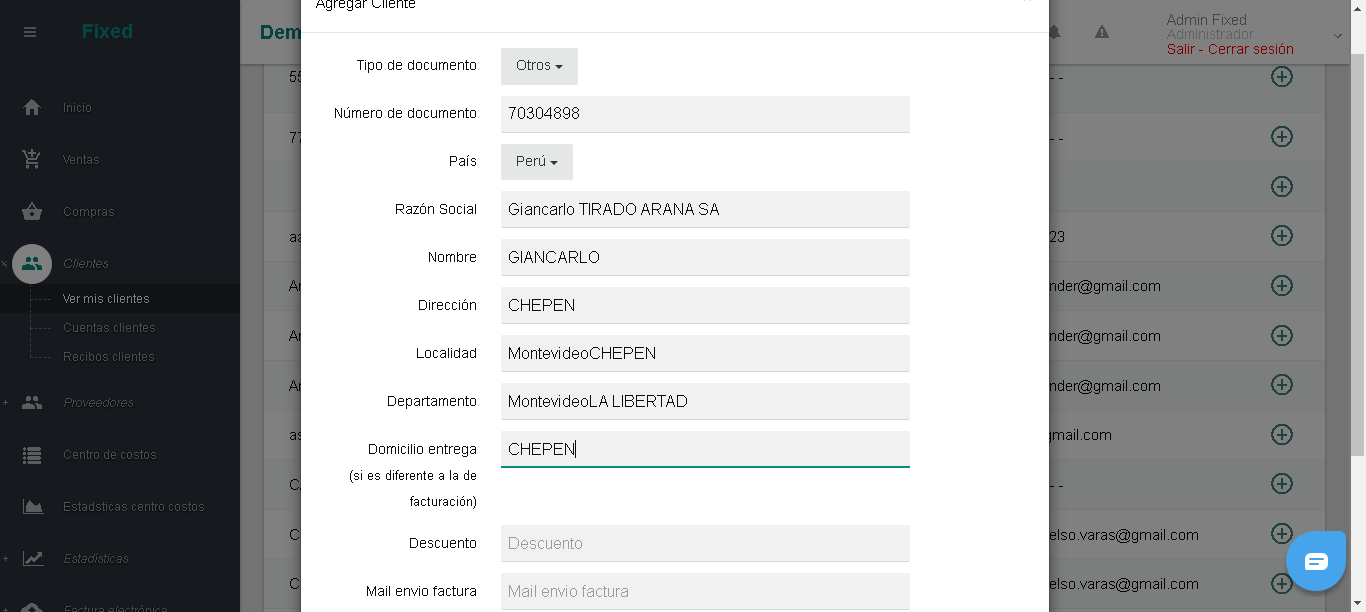 Agregar Cliente
Fixed
Dem
Admin Fixed
Administrador
Salir - Cerrar sesión
Inicio
Ventas
Compras
Clientes
Ver mis clientes
Cuentas clientes
Recibos clientes
Proveedores
Centro de costos
Estadsticas centro costos
Estadísticas
Factura electrónica
Tipo de documento Otros
Número de documento 70304898
País Perú
Razón Social Giancarlo TIRADO ARANA SA
Nombre GIANCARLO
Dirección CHEPEN
Localidad MontevideoCHEPEN
Departamento MontevideoLA LIBERTAD
Domicilio entrega CHEPEN
(si es diferente a la de
facturación)
Descuento Descuento
Mail envio factura Mail envio factura
55 - -
77 - -
aa 23
An nder@gmail.com
An nder@gmail.com
An nder@gmail.com
as gmail.com
CA - -
C elso.varas@gmail.com
C elso.varas@gmail.com